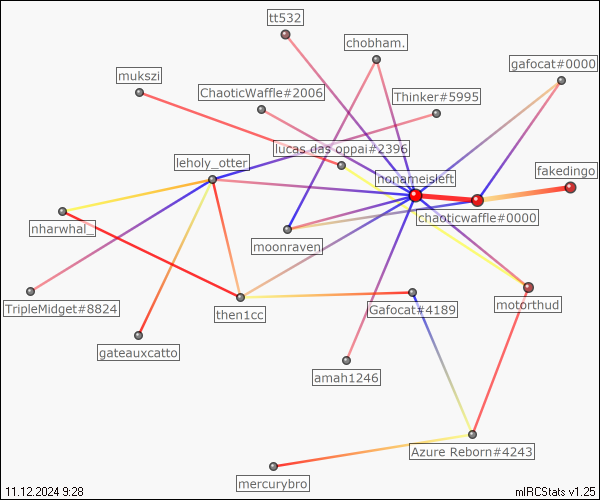 tt532
chobham.
gafocat#0000
mukszi
ChaoticWaffle#2006
Thinker#5995
lucas das oppai#2396
leholy_otter
nonameisleft
fakedingo
chaoticwaffle#0000
nharwhal_
moonraven
TripleMidget#8824
then1cc
Gafocat#4189
motorthud
gateauxcatto
amah1246
Azure Reborn#4243
mercurybro
11.12.2024 9:28
mIRCStats v1.25